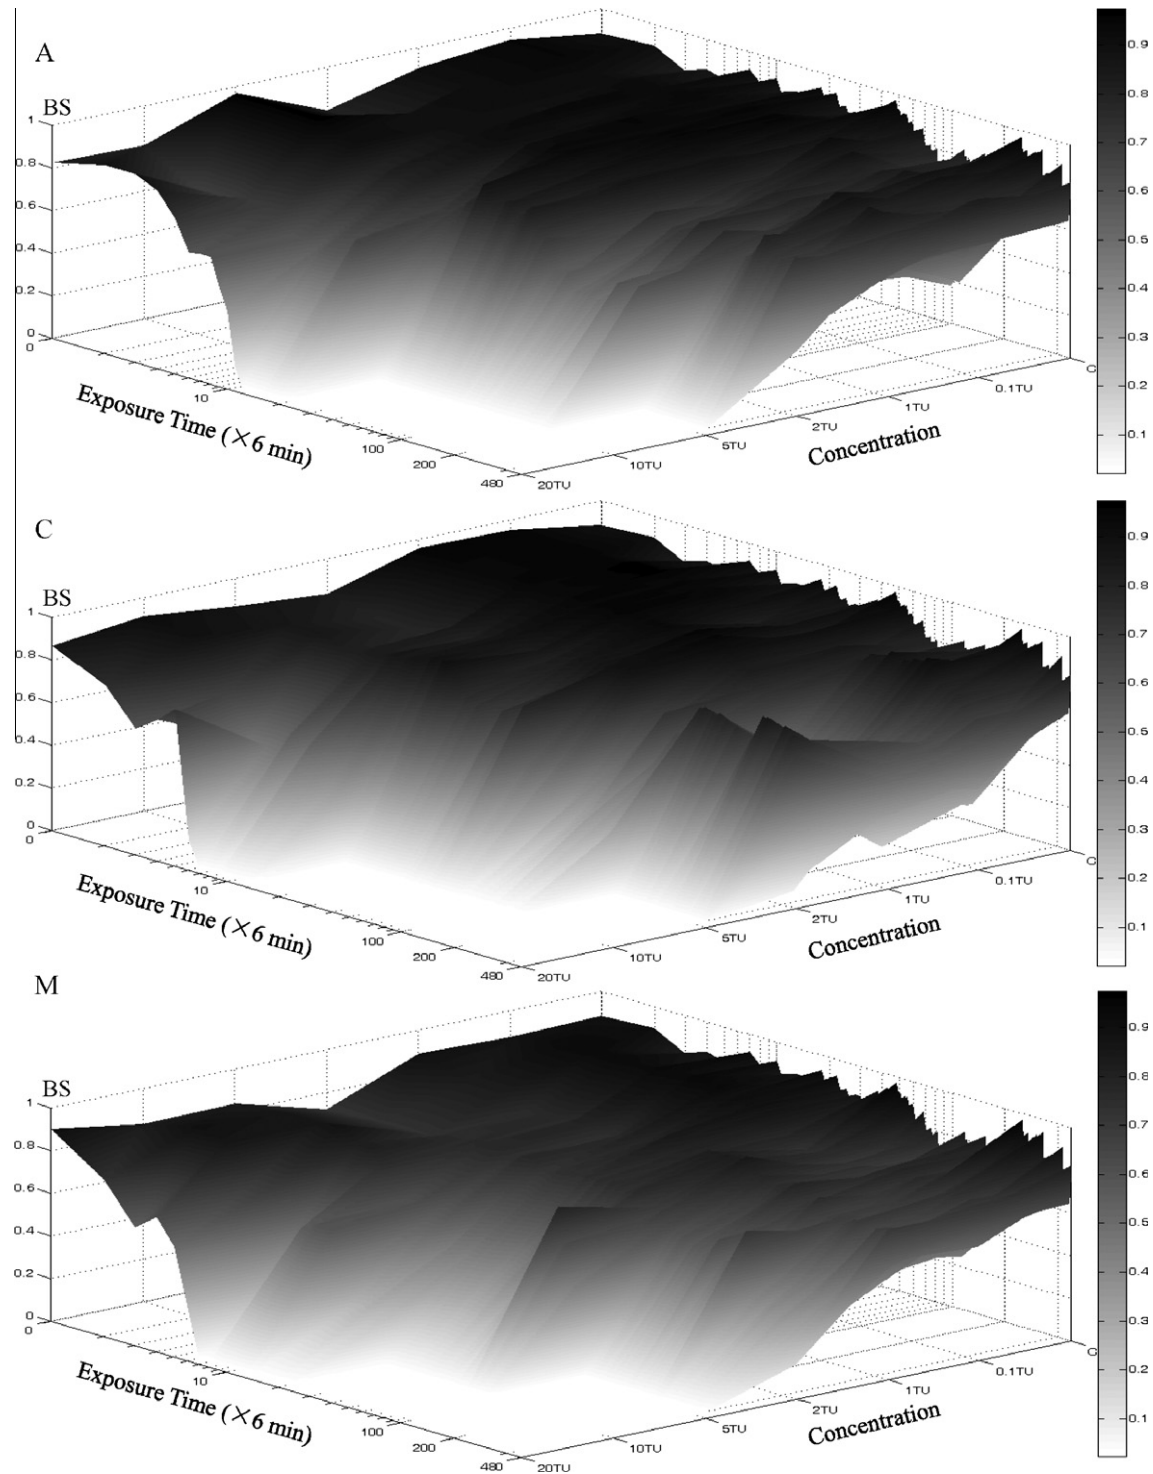 A
BS
1
0.8
0.6
0.4
0.2
0
0
10
100
200
480
Exposure Time (×6 min)
20TU
10TU
5TU
2TU
1TU
0.1TU
C
Concentration
0.9
0.8
0.7
0.6
0.5
0.4
0.3
0.2
0.1
C
BS
1
0.8
0.6
0.4
0.2
0
0
10
100
200
480
Exposure Time (×6 min)
20TU
10TU
5TU
2TU
1TU
0.1TU
C
Concentration
0.9
0.8
0.7
0.6
0.5
0.4
0.3
0.2
0.1
M
BS
1
0.8
0.6
0.4
0.2
0
0
10
100
200
480
Exposure Time (×6 min)
20TU
10TU
5TU
2TU
1TU
0.1TU
C
Concentration
0.9
0.8
0.7
0.6
0.5
0.4
0.3
0.2
0.1